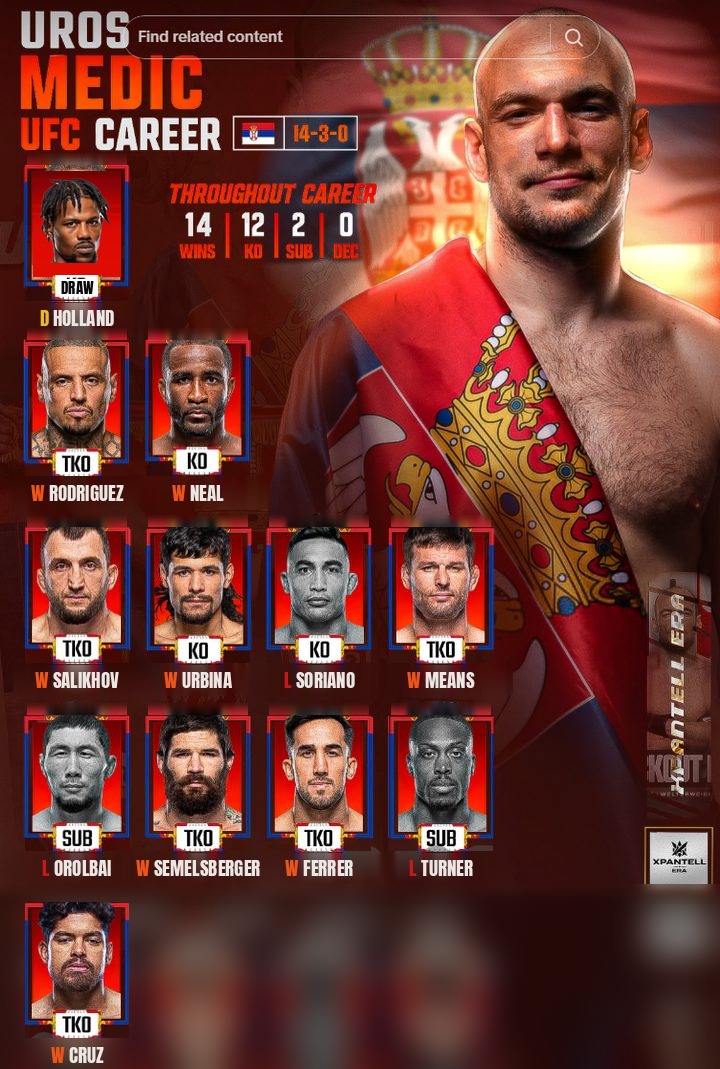 UROS
Find related content
MEDIC
UFC CAREER
14-3-0
THROUGHOUT CAREER
14 12 2 0
WINS KO SUB DEC
DRAW
D HOLLAND
TKO KO
W RODRIGUEZ W NEAL
TKO KO KO TKO
W SALIKHOV W URBINA L SORIANO W MEANS
XPANTELL ERA
SUB TKO TKO SUB
L OROLBAI W SEMELSBERGER W FERRER L TURNER
XPANTELL
ERA
TKO
W CRUZ